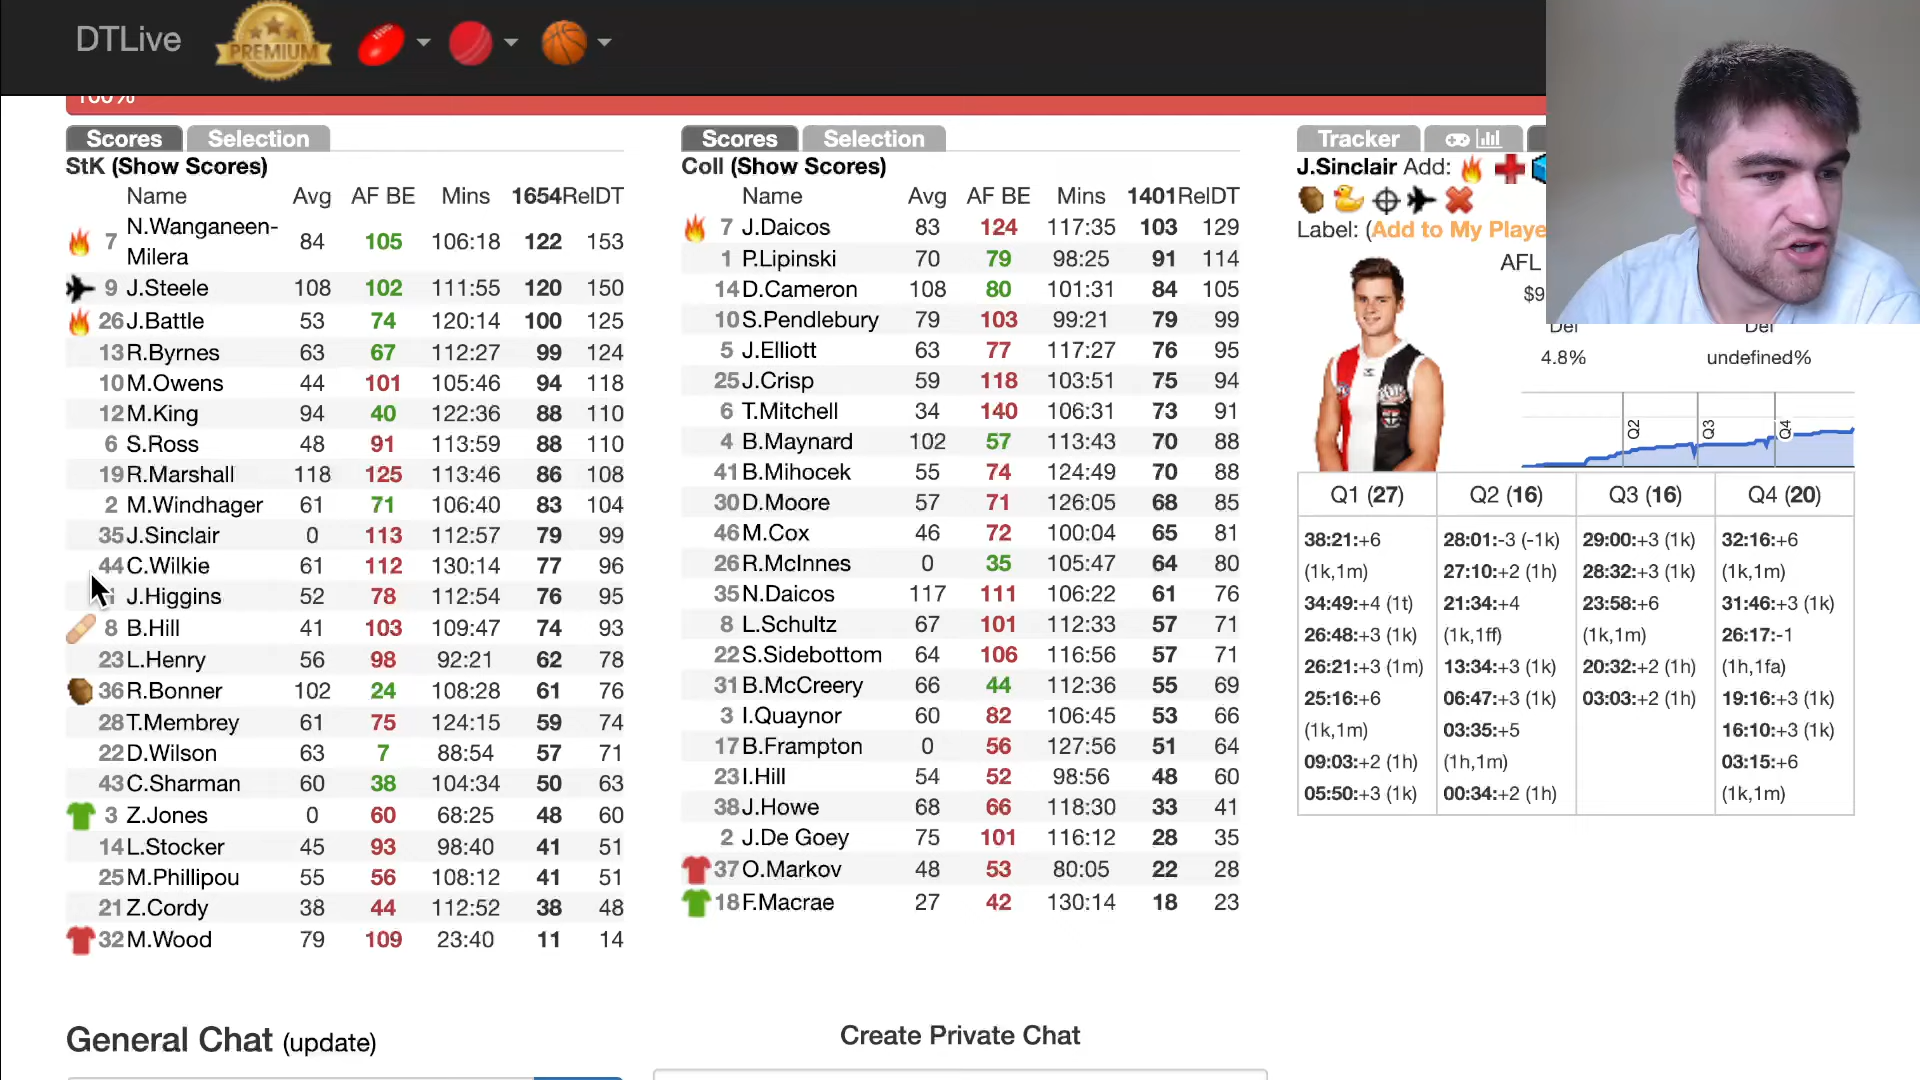 DTLive
PREMIUM
100%
Scores Selection
StK (Show Scores)
Name Avg AF BE Mins 1654 RelDT
7 N.Wanganeen-Milera 84 105 106:18 122 153
9 J.Steele 108 102 111:55 120 150
26 J.Battle 53 74 120:14 100 125
13 R.Byrnes 63 67 112:27 99 124
10 M.Owens 44 101 105:46 94 118
12 M.King 94 40 122:36 88 110
6 S.Ross 48 91 113:59 88 110
19 R.Marshall 118 125 113:46 86 108
2 M.Windhager 61 71 106:40 83 104
35 J.Sinclair 0 113 112:57 79 99
44 C.Wilkie 61 112 130:14 77 96
J.Higgins 52 78 112:54 76 95
8 B.Hill 41 103 109:47 74 93
23 L.Henry 56 98 92:21 62 78
36 R.Bonner 102 24 108:28 61 76
28 T.Membrey 61 75 124:15 59 74
22 D.Wilson 63 7 88:54 57 71
43 C.Sharman 60 38 104:34 50 63
3 Z.Jones 0 60 68:25 48 60
14 L.Stocker 45 93 98:40 41 51
25 M.Phillipou 55 56 108:12 41 51
21 Z.Cordy 38 44 112:52 38 48
32 M.Wood 79 109 23:40 11 14
Scores Selection
Coll (Show Scores)
Name Avg AF BE Mins 1401 RelDT
7 J.Daicos 83 124 117:35 103 129
1 P.Lipinski 70 79 98:25 91 114
14 D.Cameron 108 80 101:31 84 105
10 S.Pendlebury 79 103 99:21 79 99
5 J.Elliott 63 77 117:27 76 95
25 J.Crisp 59 118 103:51 75 94
6 T.Mitchell 34 140 106:31 73 91
4 B.Maynard 102 57 113:43 70 88
41 B.Mihocek 55 74 124:49 70 88
30 D.Moore 57 71 126:05 68 85
46 M.Cox 46 72 100:04 65 81
26 R.McInnes 0 35 105:47 64 80
35 N.Daicos 117 111 106:22 61 76
8 L.Schultz 67 101 112:33 57 71
22 S.Sidebottom 64 106 116:56 57 71
31 B.McCreery 66 44 112:36 55 69
3 I.Quaynor 60 82 106:45 53 66
17 B.Frampton 0 56 127:56 51 64
23 I.Hill 54 52 98:56 48 60
38 J.Howe 68 66 118:30 33 41
2 J.De Goey 75 101 116:12 28 35
37 O.Markov 48 53 80:05 22 28
18 F.Macrae 27 42 130:14 18 23
Tracker
J.Sinclair Add:
Label: (Add to My Playe
AFL
$9
Def Def
4.8% undefined%
Q2 Q3 Q4
Q1 (27) Q2 (16) Q3 (16) Q4 (20)
38:21:+6 28:01:-3 (-1k) 29:00:+3 (1k) 32:16:+6
(1k,1m) 27:10:+2 (1h) 28:32:+3 (1k) (1k,1m)
34:49:+4 (1t) 21:34:+4 23:58:+6 31:46:+3 (1k)
26:48:+3 (1k) (1k,1ff) (1k,1m) 26:17:-1
26:21:+3 (1m) 13:34:+3 (1k) 20:32:+2 (1h) (1h,1fa)
25:16:+6 06:47:+3 (1k) 03:03:+2 (1h) 19:16:+3 (1k)
(1k,1m) 03:35:+5 16:10:+3 (1k)
09:03:+2 (1h) (1h,1m) 03:15:+6
05:50:+3 (1k) 00:34:+2 (1h) (1k,1m)
General Chat (update)
Create Private Chat